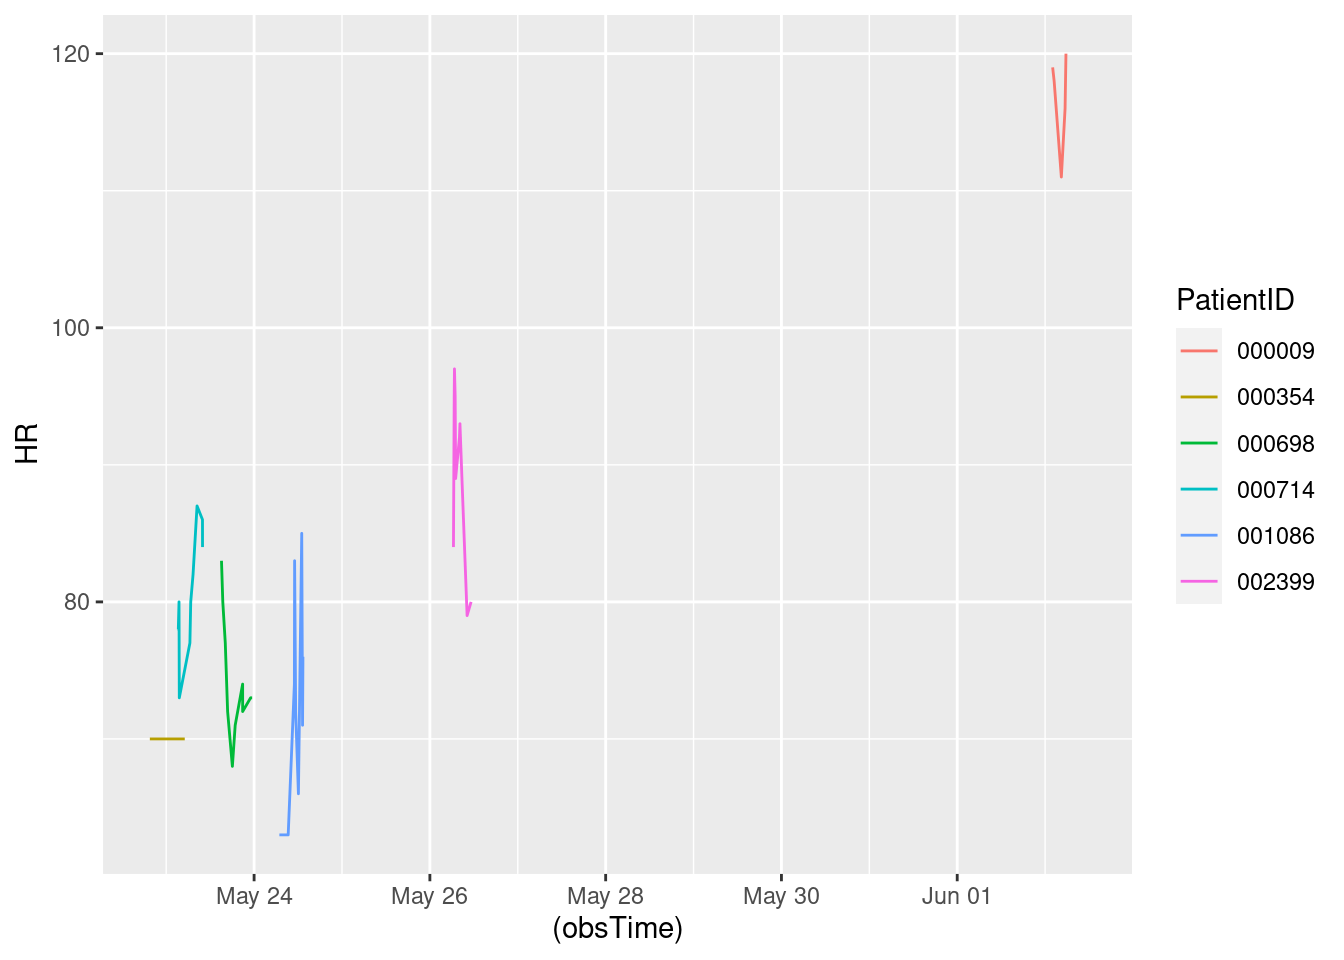 120
100
80
HR
May 24
May 26
May 28
May 30
Jun 01
(obsTime)
PatientID
000009
000354
000698
000714
001086
002399